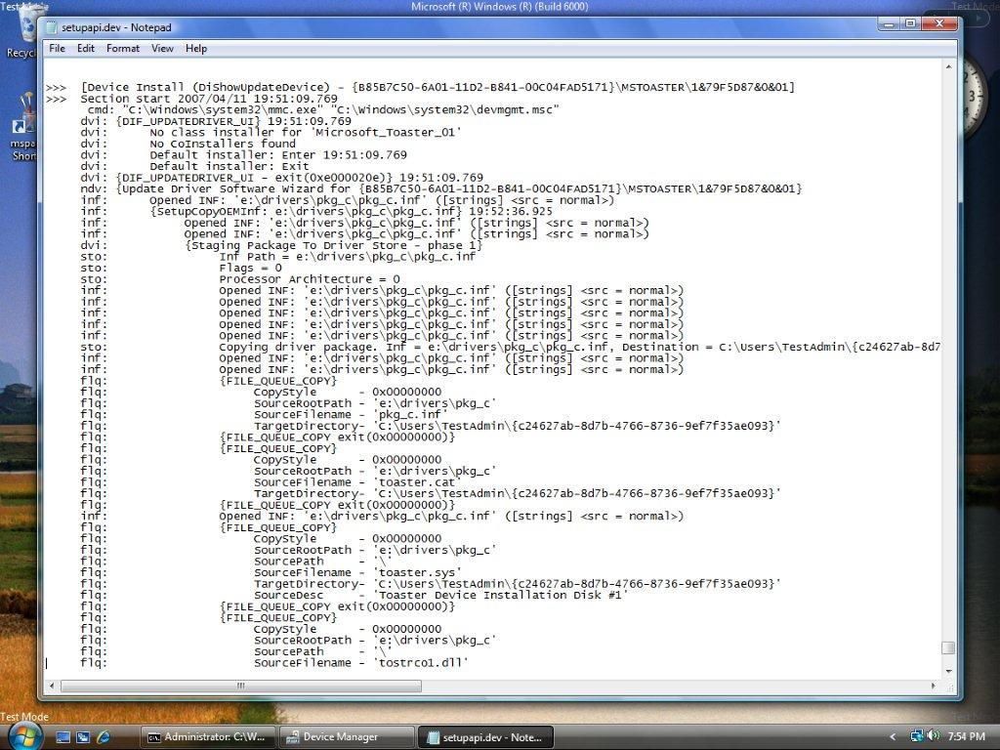 Test Mode
Microsoft (R) Windows (R) (Build 6000)
Test Mode
setupapi.dev - Notepad
File Edit Format View Help
>>> [Device Install (DiShowUpdateDevice) - {B85B7C50-6A01-11D2-B841-00C04FAD5171}\MSTOASTER\1&79F5D87&0&01]
>>> Section start 2007/04/11 19:51:09.769
cmd: "C:\Windows\system32\mmc.exe" "C:\Windows\system32\devmgmt.msc"
dvi: {DIF_UPDATEDRIVER_UI} 19:51:09.769
dvi: No class installer for 'Microsoft_Toaster_01'
dvi: No CoInstallers found
dvi: Default installer: Enter 19:51:09.769
dvi: Default installer: Exit
dvi: {DIF_UPDATEDRIVER_UI - exit(0xe000020e)} 19:51:09.769
ndv: {Update Driver Software Wizard for {B85B7C50-6A01-11D2-B841-00C04FAD5171}\MSTOASTER\1&79F5D87&0&01}
inf: Opened INF: 'e:\drivers\pkg_c\pkg_c.inf' ([strings] <src = normal>)
inf: {SetupCopyOEMInf: e:\drivers\pkg_c\pkg_c.inf} 19:52:36.925
inf: Opened INF: 'e:\drivers\pkg_c\pkg_c.inf' ([strings] <src = normal>)
inf: Opened INF: 'e:\drivers\pkg_c\pkg_c.inf' ([strings] <src = normal>)
dvi: {Staging Package To Driver Store - phase 1}
sto: Inf Path = e:\drivers\pkg_c\pkg_c.inf
sto: Flags = 0
sto: Processor Architecture = 0
inf: Opened INF: 'e:\drivers\pkg_c\pkg_c.inf' ([strings] <src = normal>)
inf: Opened INF: 'e:\drivers\pkg_c\pkg_c.inf' ([strings] <src = normal>)
inf: Opened INF: 'e:\drivers\pkg_c\pkg_c.inf' ([strings] <src = normal>)
inf: Opened INF: 'e:\drivers\pkg_c\pkg_c.inf' ([strings] <src = normal>)
inf: Opened INF: 'e:\drivers\pkg_c\pkg_c.inf' ([strings] <src = normal>)
sto: Copying driver package. Inf = e:\drivers\pkg_c\pkg_c.inf, Destination = C:\Users\TestAdmin\{c24627ab-8d7
inf: Opened INF: 'e:\drivers\pkg_c\pkg_c.inf' ([strings] <src = normal>)
inf: Opened INF: 'e:\drivers\pkg_c\pkg_c.inf' ([strings] <src = normal>)
flq: {FILE_QUEUE_COPY}
flq: CopyStyle - 0x00000000
flq: SourceRootPath - 'e:\drivers\pkg_c'
flq: SourceFilename - 'pkg_c.inf'
flq: TargetDirectory- 'C:\Users\TestAdmin\{c24627ab-8d7b-4766-8736-9ef7f35ae093}'
flq: {FILE_QUEUE_COPY exit(0x00000000)}
flq: {FILE_QUEUE_COPY}
flq: CopyStyle - 0x00000000
flq: SourceRootPath - 'e:\drivers\pkg_c'
flq: SourceFilename - 'toaster.cat'
flq: TargetDirectory- 'C:\Users\TestAdmin\{c24627ab-8d7b-4766-8736-9ef7f35ae093}'
flq: {FILE_QUEUE_COPY exit(0x00000000)}
inf: Opened INF: 'e:\drivers\pkg_c\pkg_c.inf' ([strings] <src = normal>)
flq: {FILE_QUEUE_COPY}
flq: CopyStyle - 0x00000000
flq: SourceRootPath - 'e:\drivers\pkg_c'
flq: SourcePath - '\'
flq: SourceFilename - 'toaster.sys'
flq: TargetDirectory- 'C:\Users\TestAdmin\{c24627ab-8d7b-4766-8736-9ef7f35ae093}'
flq: SourceDesc - 'Toaster Device Installation Disk #1'
flq: {FILE_QUEUE_COPY exit(0x00000000)}
flq: {FILE_QUEUE_COPY}
flq: CopyStyle - 0x00000000
flq: SourceRootPath - 'e:\drivers\pkg_c'
flq: SourcePath - '\'
flq: SourceFilename - 'tostrco1.dll'
Recycl
mspa
Short
Test Mode
Administrator: C:\W...
Device Manager
setupapi.dev - Note...
7:54 PM